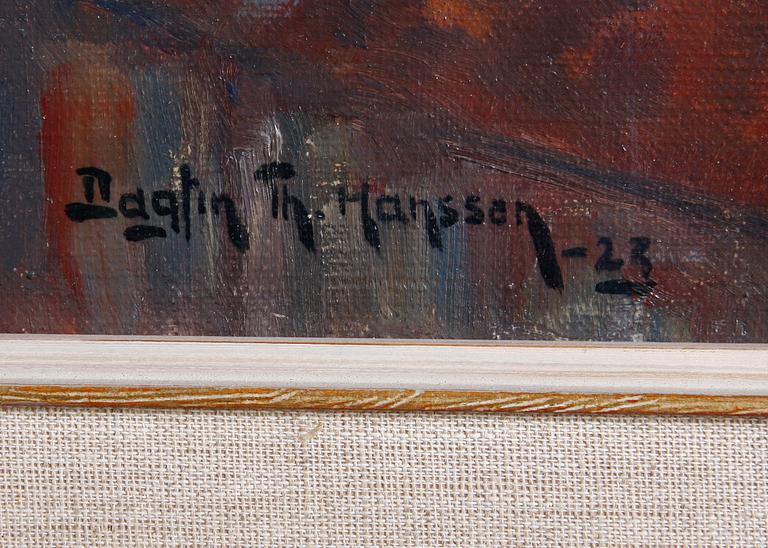 Dagfin Th. Hanssen -23